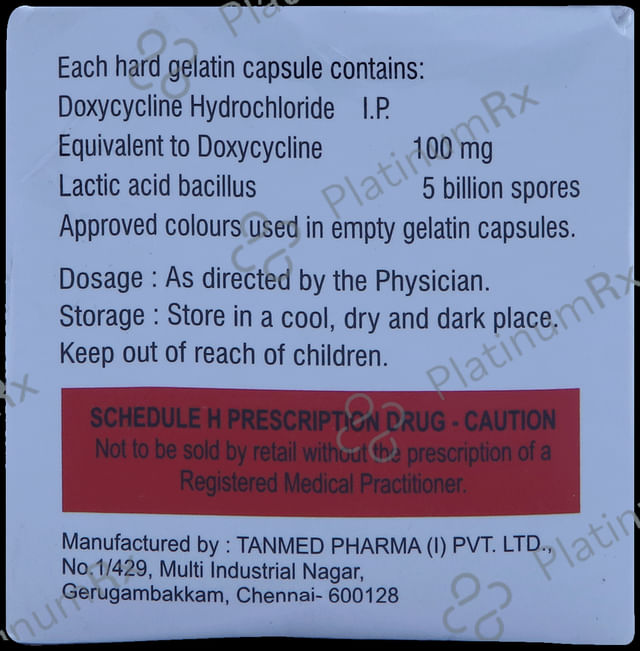 Each hard gelatin capsule contains:
Doxycycline Hydrochloride I.P.
Equivalent to Doxycycline 100 mg
Lactic acid bacillus 5 billion spores
Approved colours used in empty gelatin capsules.
Dosage : As directed by the Physician.
Storage : Store in a cool, dry and dark place.
Keep out of reach of children.
SCHEDULE H PRESCRIPTION DRUG - CAUTION
Not to be sold by retail without the prescription of a
Registered Medical Practitioner.
Manufactured by : TANMED PHARMA (I) PVT. LTD.,
No.1/429, Multi Industrial Nagar,
Gerugambakkam, Chennai- 600128
PlatinumRx
PlatinumRx